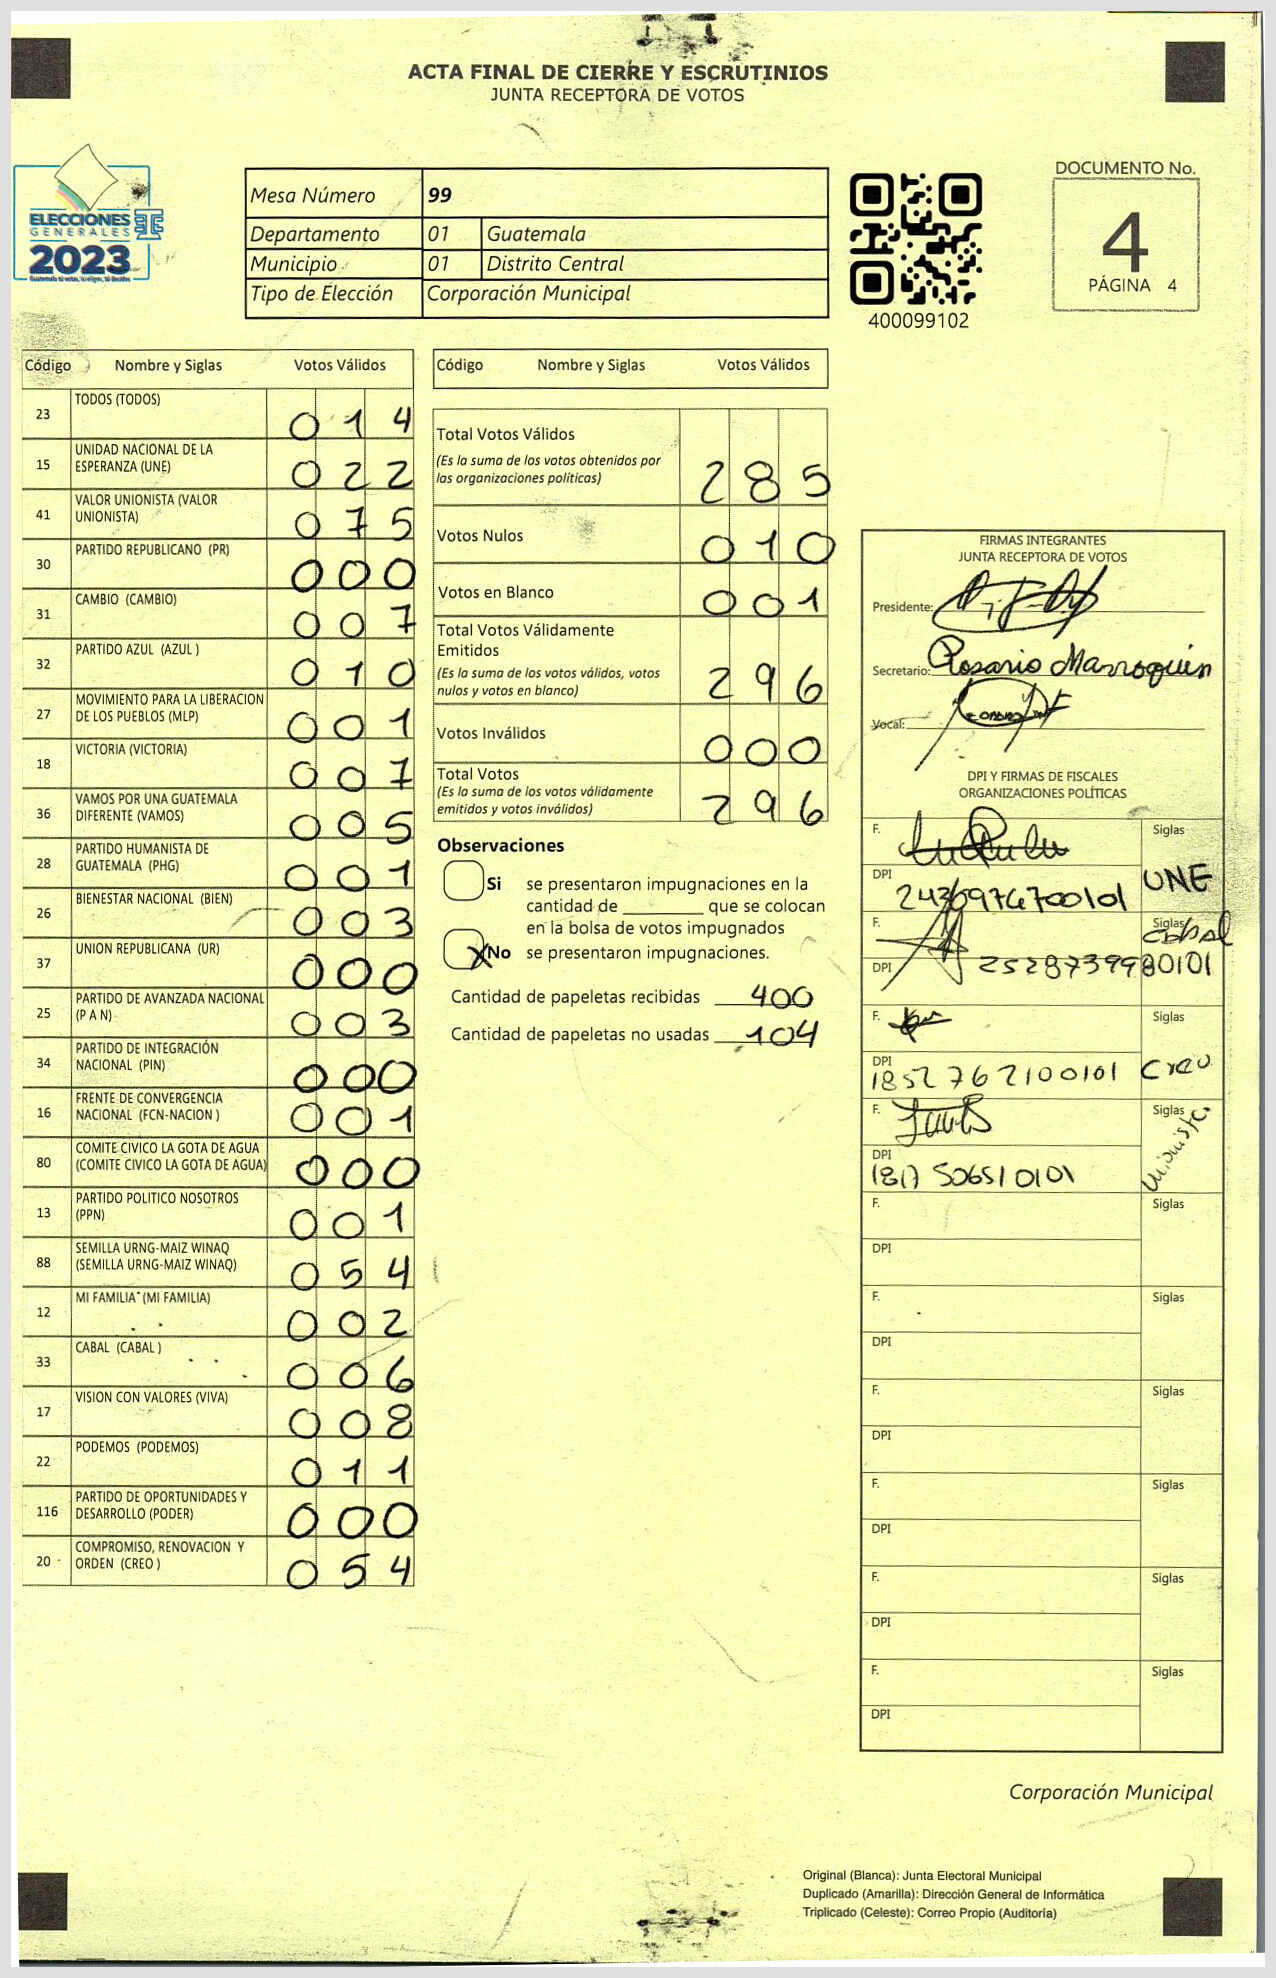 ACTA FINAL DE CIERRE Y ESCRUTINIOS
JUNTA RECEPTORA DE VOTOS
ELECCIONES
GENERALES
2023
Mesa Número 99
Departamento 01 Guatemala
Municipio 01 Distrito Central
Tipo de Elección Corporación Municipal
400099102
DOCUMENTO No.
4
PÁGINA 4
Código Nombre y Siglas Votos Válidos
23 TODOS (TODOS) 0 1 4
15 UNIDAD NACIONAL DE LA
ESPERANZA (UNE) 0 2 2
41 VALOR UNIONISTA (VALOR
UNIONISTA) 0 7 5
30 PARTIDO REPUBLICANO (PR) 0 0 0
31 CAMBIO (CAMBIO) 0 0 7
32 PARTIDO AZUL (AZUL ) 0 1 0
27 MOVIMIENTO PARA LA LIBERACION
DE LOS PUEBLOS (MLP) 0 0 1
18 VICTORIA (VICTORIA) 0 0 7
36 VAMOS POR UNA GUATEMALA
DIFERENTE (VAMOS) 0 0 5
28 PARTIDO HUMANISTA DE
GUATEMALA (PHG) 0 0 1
26 BIENESTAR NACIONAL (BIEN) 0 0 3
37 UNION REPUBLICANA (UR) 0 0 0
25 PARTIDO DE AVANZADA NACIONAL
(P A N) 0 0 3
34 PARTIDO DE INTEGRACIÓN
NACIONAL (PIN) 0 0 0
16 FRENTE DE CONVERGENCIA
NACIONAL (FCN-NACION ) 0 0 1
80 COMITE CIVICO LA GOTA DE AGUA
(COMITE CIVICO LA GOTA DE AGUA) 0 0 0
13 PARTIDO POLITICO NOSOTROS
(PPN) 0 0 1
88 SEMILLA URNG-MAIZ WINAQ
(SEMILLA URNG-MAIZ WINAQ) 0 5 4
12 MI FAMILIA (MI FAMILIA) 0 0 2
33 CABAL (CABAL ) 0 0 6
17 VISION CON VALORES (VIVA) 0 0 8
22 PODEMOS (PODEMOS) 0 1 1
116 PARTIDO DE OPORTUNIDADES Y
DESARROLLO (PODER) 0 0 0
20 COMPROMISO, RENOVACION Y
ORDEN (CREO ) 0 5 4
Código Nombre y Siglas Votos Válidos
Total Votos Válidos
(Es la suma de los votos obtenidos por
las organizaciones politicas) 2 8 5
Votos Nulos 0 1 0
Votos en Blanco 0 0 1
Total Votos Válidamente
Emitidos
(Es la suma de los votos válidos, votos
nulos y votos en blanco) 2 9 6
Votos Inválidos 0 0 0
Total Votos
(Es la suma de los votos válidamente
emitidos y votos inválidos) 2 9 6
Observaciones
Si se presentaron impugnaciones en la
cantidad de ________ que se colocan
en la bolsa de votos impugnados
X No se presentaron impugnaciones.
Cantidad de papeletas recibidas 400
Cantidad de papeletas no usadas 104
FIRMAS INTEGRANTES
JUNTA RECEPTORA DE VOTOS
Presidente:
Secretario: Rosario Marroquin
Vocal:
DPI Y FIRMAS DE FISCALES
ORGANIZACIONES POLÍTICAS
F. Siglas
DPI UNE
F. Siglas Cabal
DPI 2528739980101
F. Siglas
DPI 1852762100101 Creo
F. Siglas Unionista
DPI 1817506510101
F. Siglas
DPI
F. Siglas
DPI
F. Siglas
DPI
F. Siglas
DPI
F. Siglas
DPI
F. Siglas
DPI
Corporación Municipal
Original (Blanca): Junta Electoral Municipal
Duplicado (Amarilla): Dirección General de Informática
Triplicado (Celeste): Correo Propio (Auditoría)